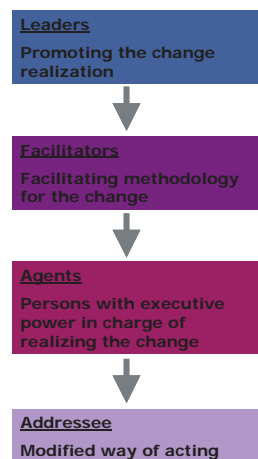 Leaders
Promoting the change
realization
Facilitators
Facilitating methodology
for the change
Agents
Persons with executive
power in charge of
realizing the change
Addressee
Modified way of acting